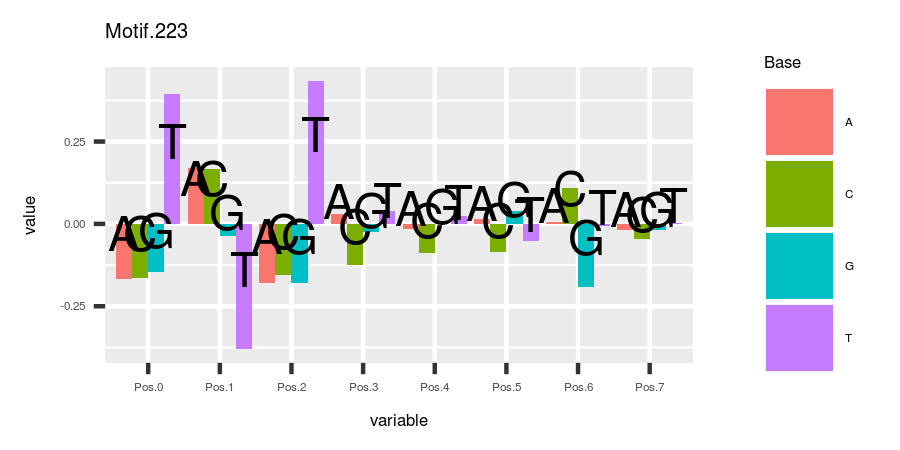 Motif.223
value
0.25
0.00
-0.25
A C G T
A C G T
A C G T
A C G T
A C G T
A C G T
A C G T
A C G T
Pos.0 Pos.1 Pos.2 Pos.3 Pos.4 Pos.5 Pos.6 Pos.7
variable
Base
A
C
G
T